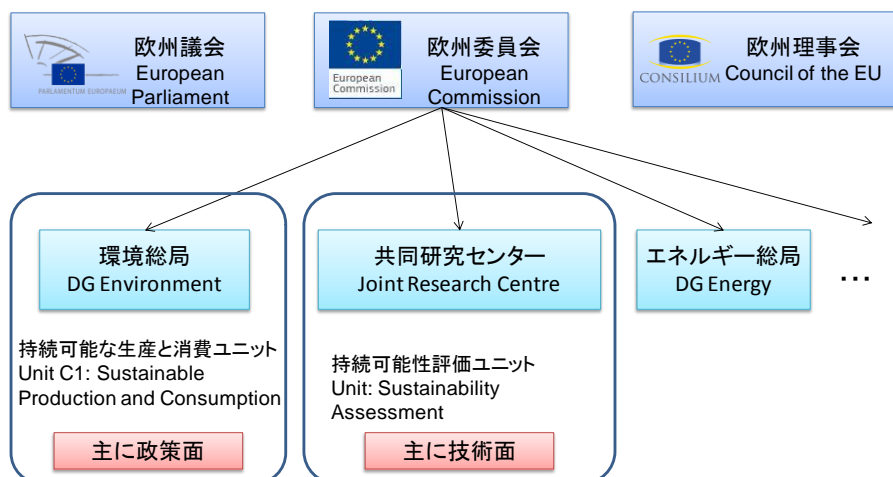 欧州議会
European
Parliament
PARLAMENTUM EUROPAEUM
欧州委員会
European
Commission
European
Commission
欧州理事会
Council of the EU
CONSILIUM
環境総局
DG Environment
共同研究センター
Joint Research Centre
エネルギー総局
DG Energy
…
持続可能な生産と消費ユニット
Unit C1: Sustainable
Production and Consumption
持続可能性評価ユニット
Unit: Sustainability
Assessment
主に政策面
主に技術面